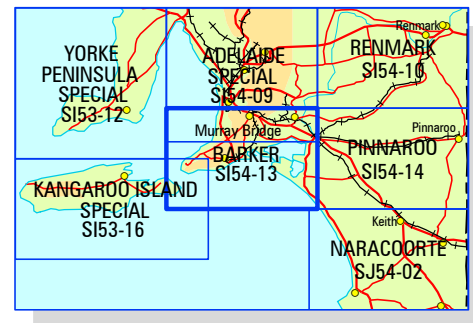 YORKE
PENINSULA
SPECIAL
SI53-12
ADELAIDE
SPECIAL
SI54-09
Renmark
RENMARK
SI54-10
Murray Bridge
BARKER
SI54-13
Pinnaroo
PINNAROO
SI54-14
KANGAROO ISLAND
SPECIAL
SI53-16
Keith
NARACOORTE
SJ54-02